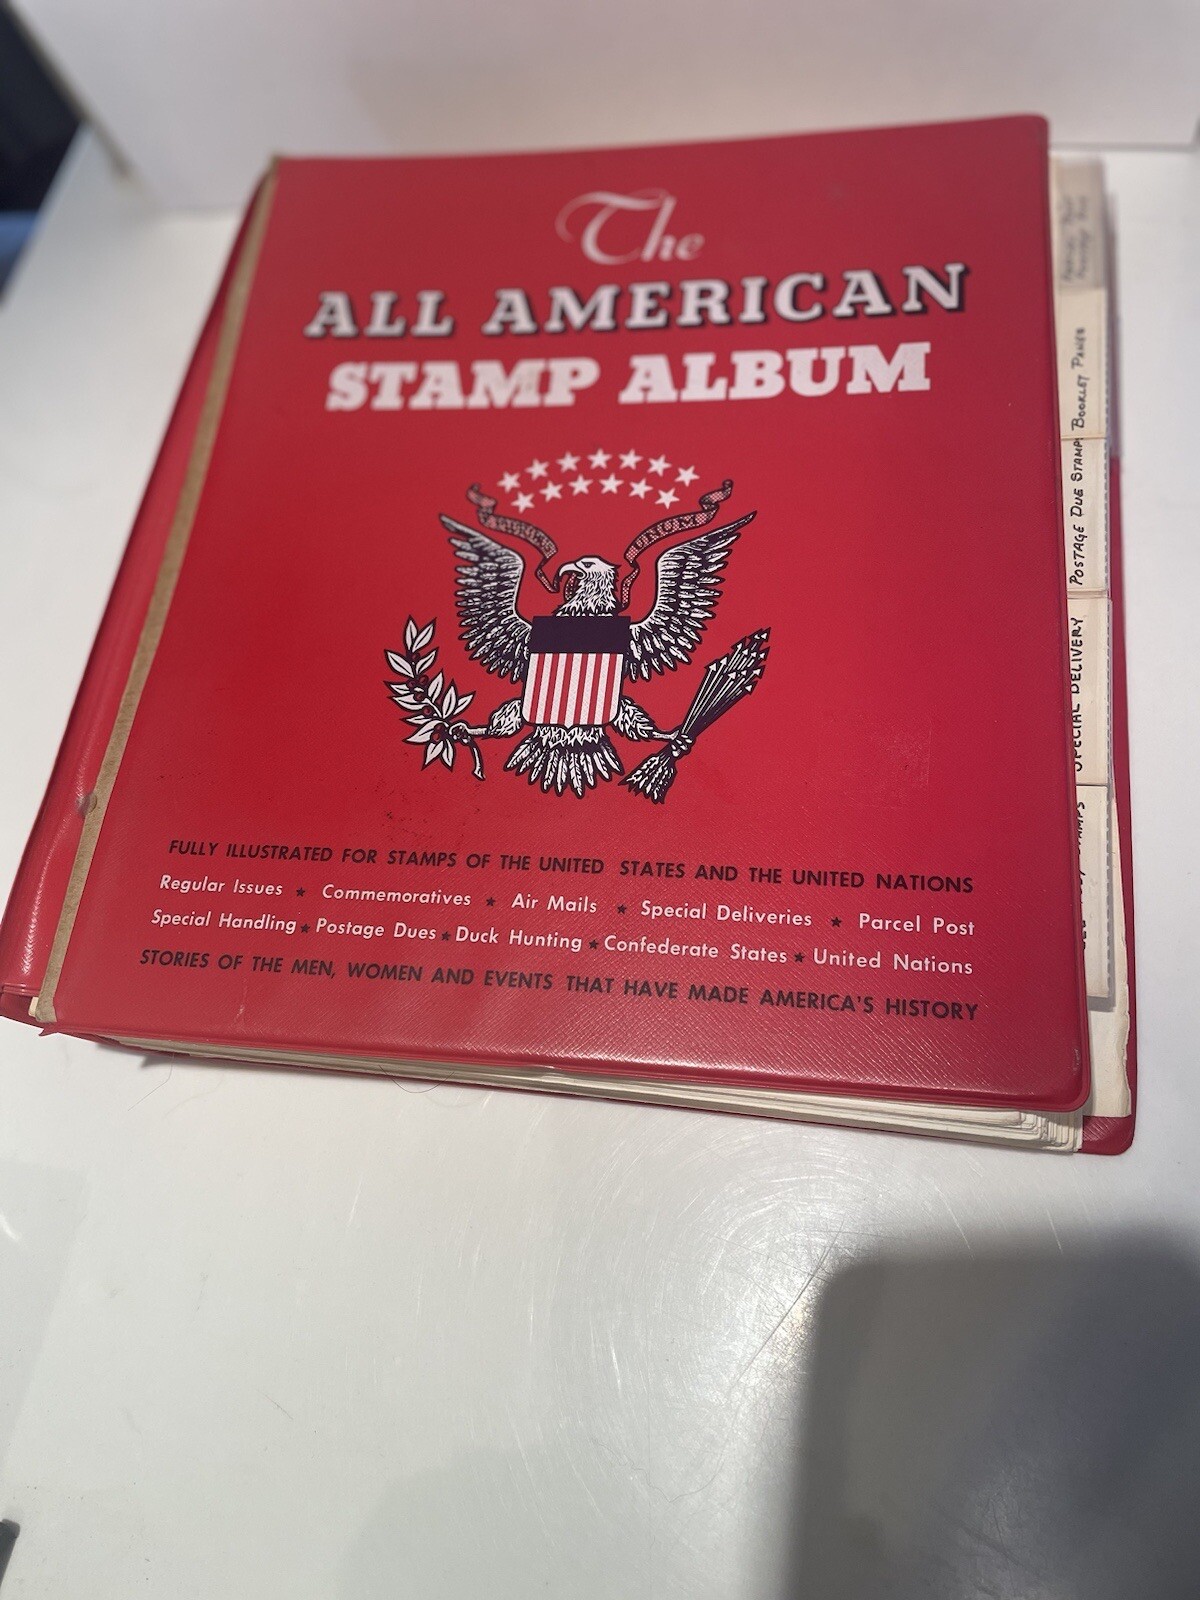 The
ALL AMERICAN
STAMP ALBUM
UNUM
FULLY ILLUSTRATED FOR STAMPS OF THE UNITED STATES AND THE UNITED NATIONS
Regular Issues ★ Commemoratives ★ Air Mails ★ Special Deliveries ★ Parcel Post
Special Handling ★ Postage Dues ★ Duck Hunting ★ Confederate States ★ United Nations
STORIES OF THE MEN, WOMEN AND EVENTS THAT HAVE MADE AMERICA'S HISTORY
BOOKLET PANES
POSTAGE DUE STAMP
SPECIAL DELIVERY
STAMPS